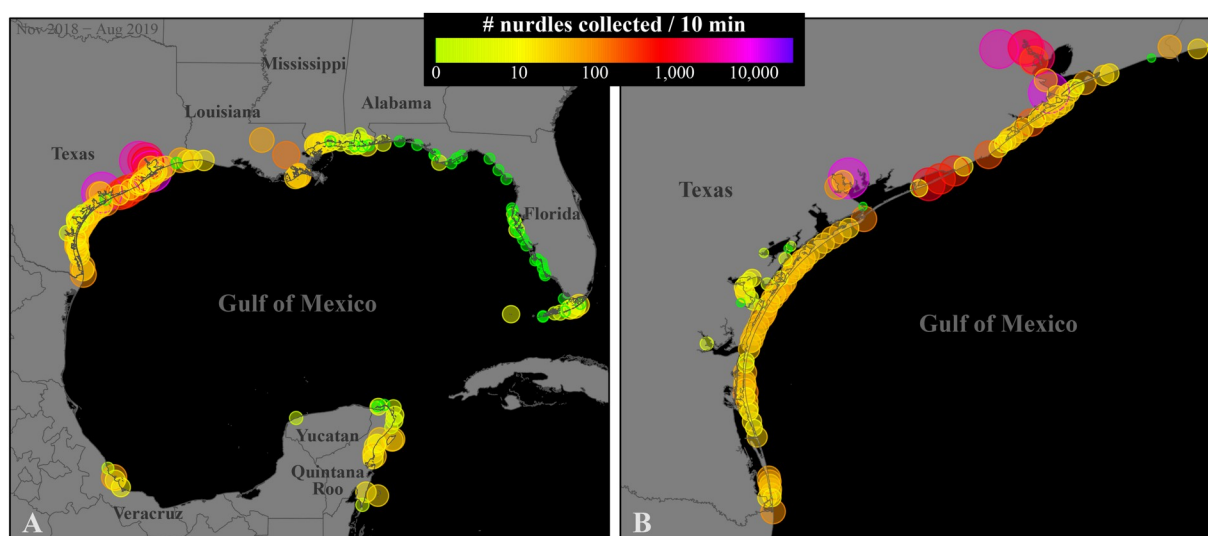 Nov 2018 – Aug 2019
# nurdles collected / 10 min
0 10 100 1,000 10,000
Mississippi
Louisiana
Alabama
Texas
Florida
Gulf of Mexico
Yucatan
Quintana
Roo
Veracruz
A
Texas
Gulf of Mexico
B